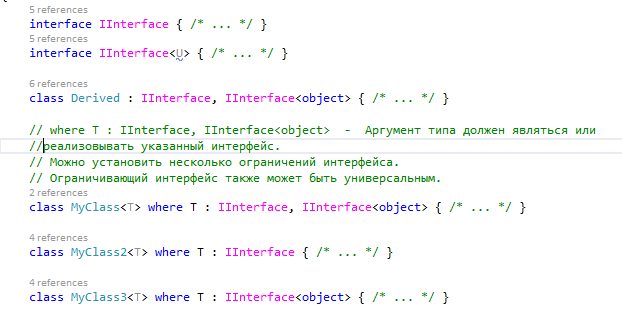 5 references
interface IInterface { /* ... */ }
5 references
interface IInterface<U> { /* ... */ }
6 references
class Derived : IInterface, IInterface<object> { /* ... */ }
// where T : IInterface, IInterface<object>  -  Аргумент типа должен являться или
//реализовывать указанный интерфейс.
// Можно установить несколько ограничений интерфейса.
// Ограничивающий интерфейс также может быть универсальным.
2 references
class MyClass<T> where T : IInterface, IInterface<object> { /* ... */ }
4 references
class MyClass2<T> where T : IInterface { /* ... */ }
4 references
class MyClass3<T> where T : IInterface<object> { /* ... */ }